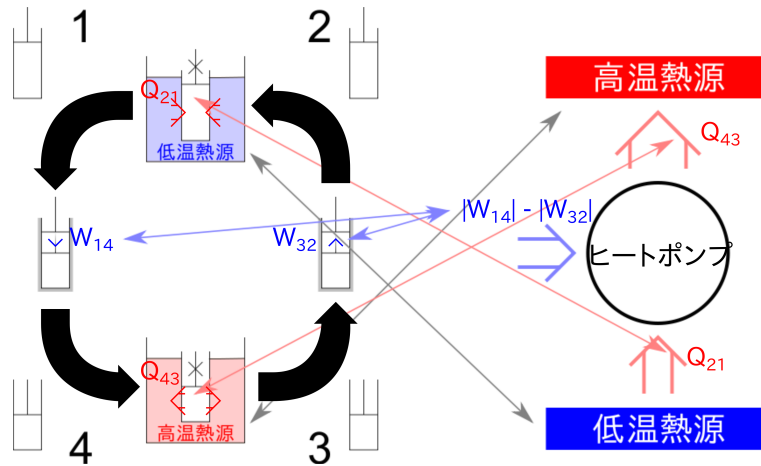 1
2
Q₂₁
低温熱源
W₁₄
W₃₂
Q₄₃
高温熱源
4
3
高温熱源
Q₄₃
|W₁₄| - |W₃₂|
ヒートポンプ
Q₂₁
低温熱源